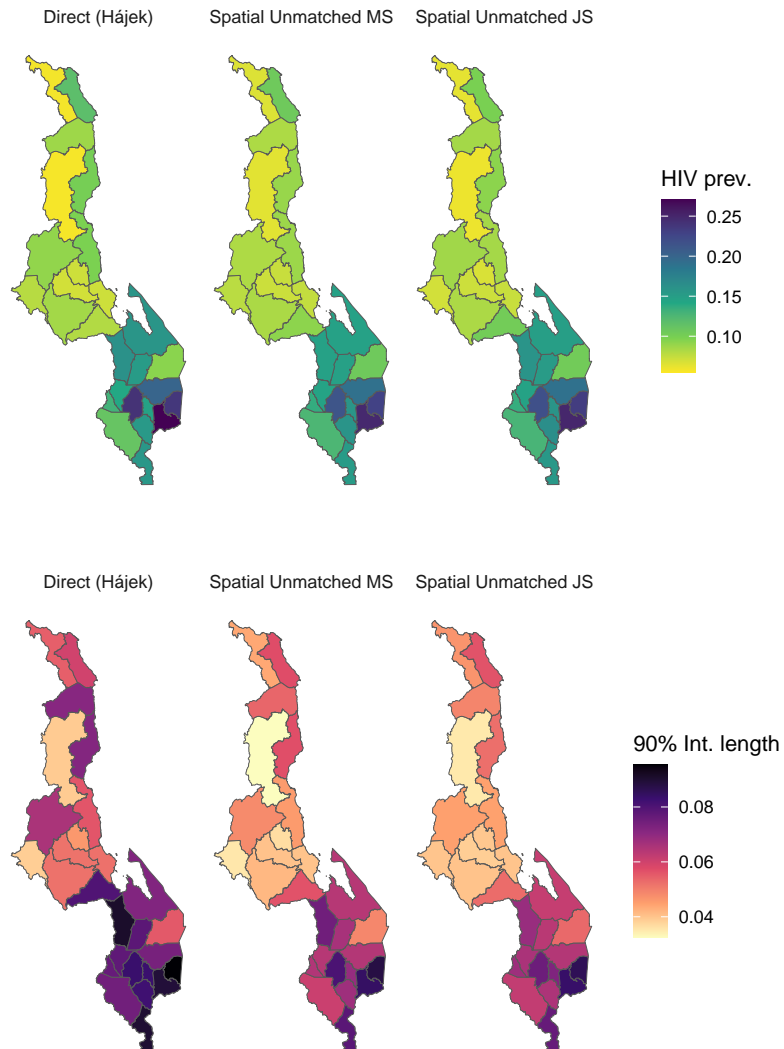 Direct (Hájek) Spatial Unmatched MS Spatial Unmatched JS
HIV prev.
0.25
0.20
0.15
0.10
Direct (Hájek) Spatial Unmatched MS Spatial Unmatched JS
90% Int. length
0.08
0.06
0.04